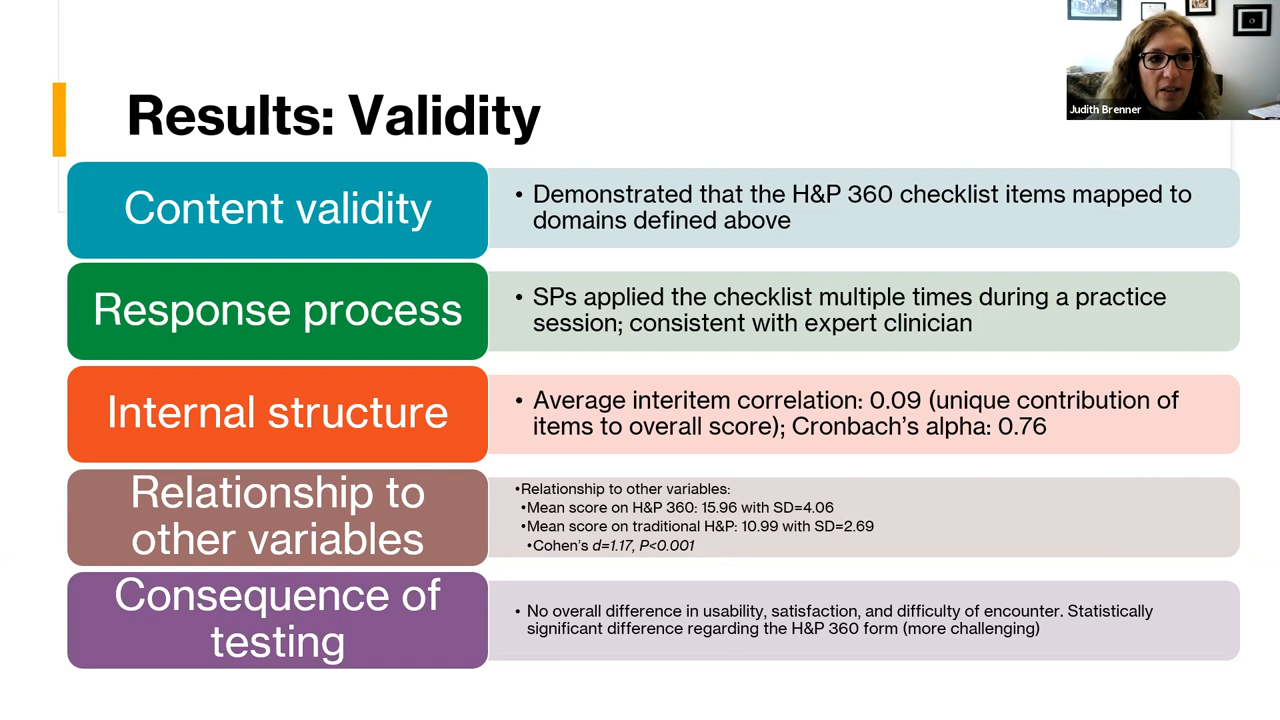 Judith Brenner
Results: Validity
Content validity
• Demonstrated that the H&P 360 checklist items mapped to
domains defined above
Response process
• SPs applied the checklist multiple times during a practice
session; consistent with expert clinician
Internal structure
• Average interitem correlation: 0.09 (unique contribution of
items to overall score); Cronbach’s alpha: 0.76
Relationship to
other variables
•Relationship to other variables:
•Mean score on H&P 360: 15.96 with SD=4.06
•Mean score on traditional H&P: 10.99 with SD=2.69
•Cohen’s d=1.17, P<0.001
Consequence of
testing
• No overall difference in usability, satisfaction, and difficulty of encounter. Statistically
significant difference regarding the H&P 360 form (more challenging)